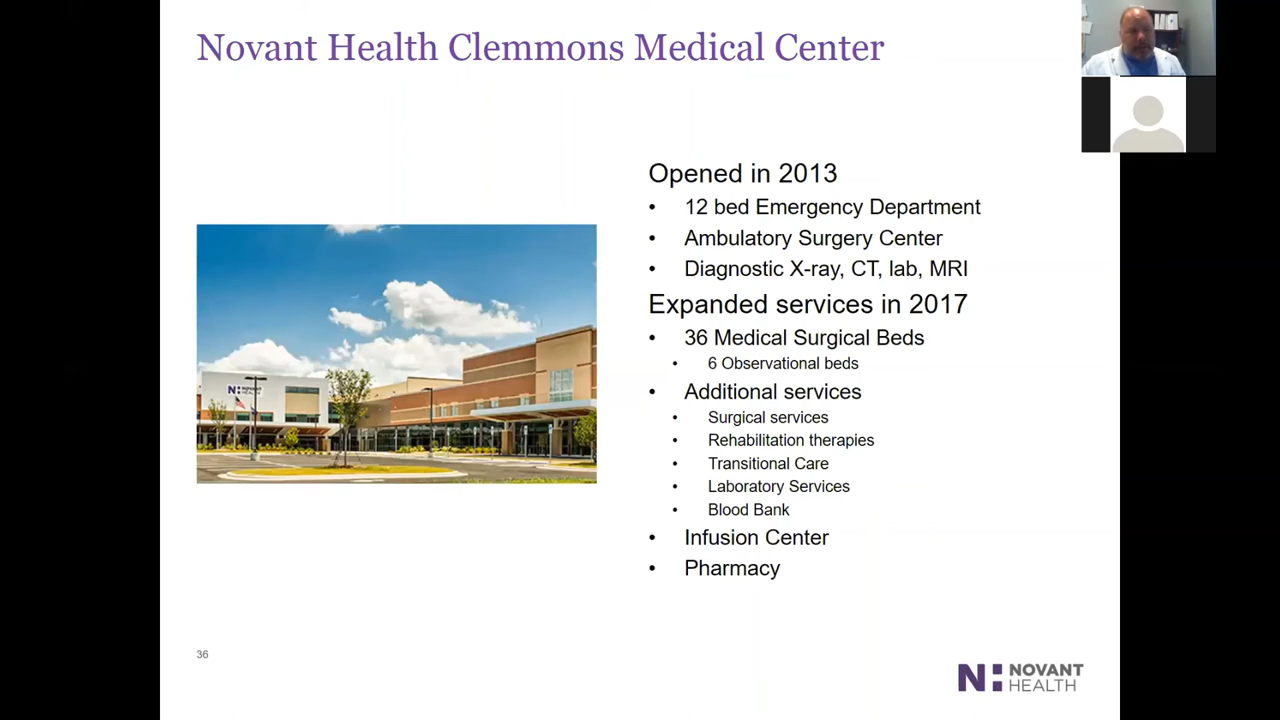 Novant Health Clemmons Medical Center
Opened in 2013
• 12 bed Emergency Department
• Ambulatory Surgery Center
• Diagnostic X-ray, CT, lab, MRI
Expanded services in 2017
• 36 Medical Surgical Beds
• 6 Observational beds
• Additional services
• Surgical services
• Rehabilitation therapies
• Transitional Care
• Laboratory Services
• Blood Bank
• Infusion Center
• Pharmacy
N NOVANT
HEALTH
36
N NOVANT
HEALTH